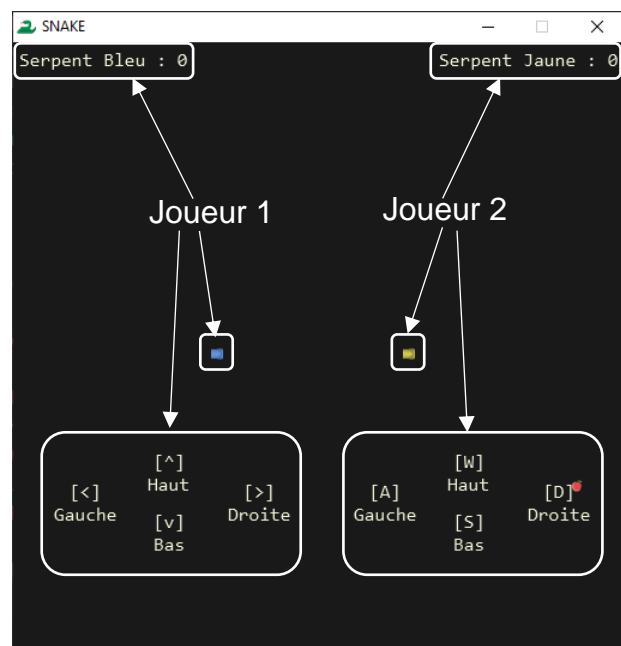 SNAKE
Serpent Bleu : 0
Serpent Jaune : 0
Joueur 1
Joueur 2
[^]
Haut
[<]
Gauche
[>]
Droite
[v]
Bas
[W]
Haut
[A]
Gauche
[D]
Droite
[S]
Bas